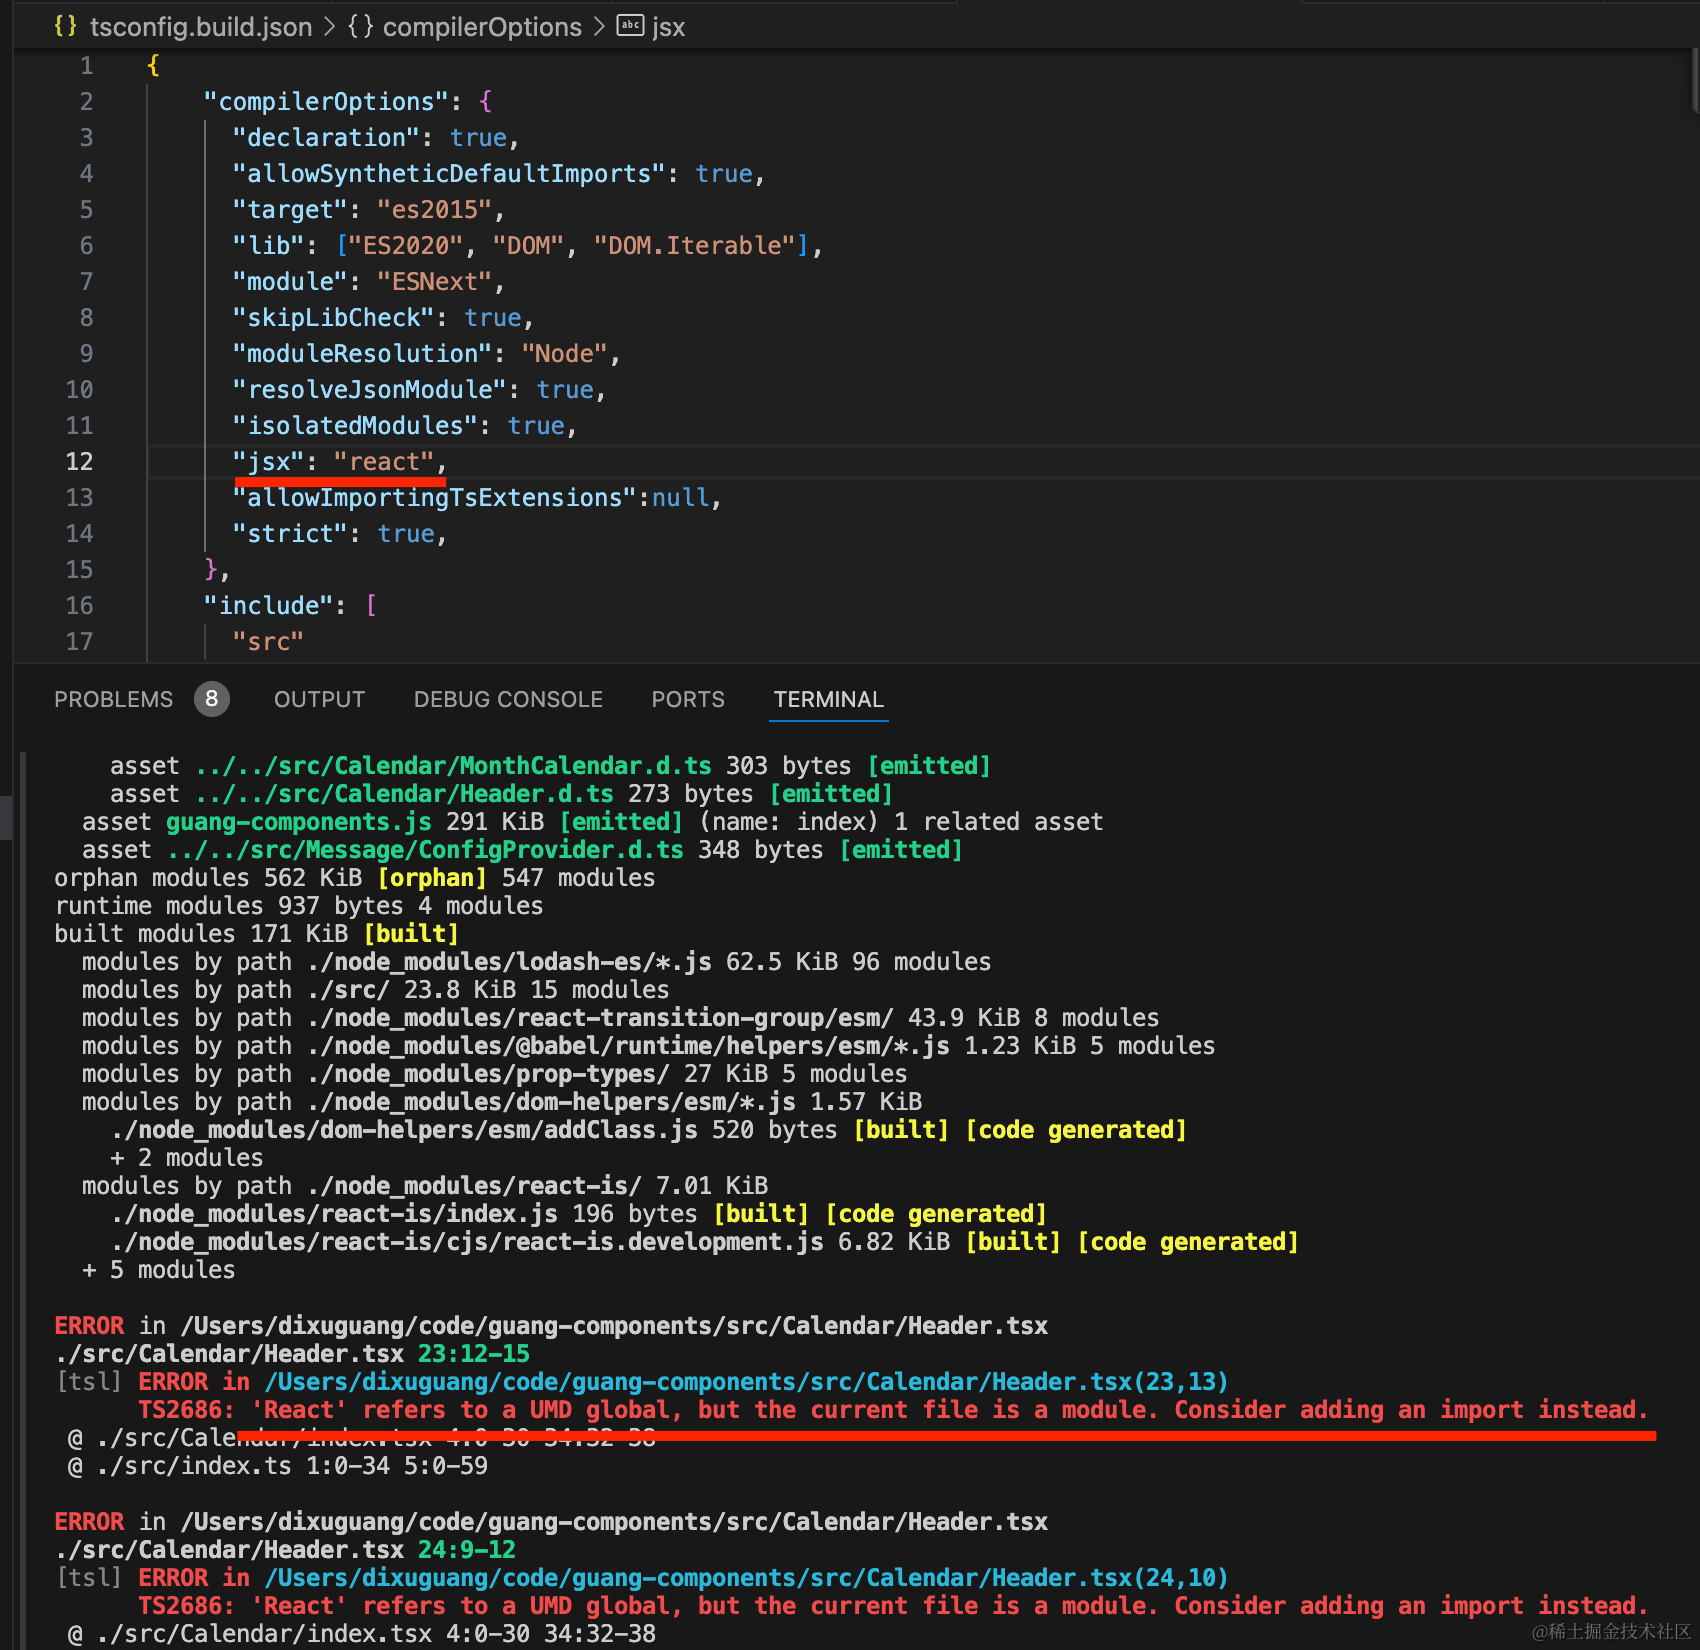 {} tsconfig.build.json > {} compilerOptions > abc jsx
1 {
2 "compilerOptions": {
3 "declaration": true,
4 "allowSyntheticDefaultImports": true,
5 "target": "es2015",
6 "lib": ["ES2020", "DOM", "DOM.Iterable"],
7 "module": "ESNext",
8 "skipLibCheck": true,
9 "moduleResolution": "Node",
10 "resolveJsonModule": true,
11 "isolatedModules": true,
12 "jsx": "react",
13 "allowImportingTsExtensions":null,
14 "strict": true,
15 },
16 "include": [
17 "src"
PROBLEMS 8 OUTPUT DEBUG CONSOLE PORTS TERMINAL
asset ../../src/Calendar/MonthCalendar.d.ts 303 bytes [emitted]
asset ../../src/Calendar/Header.d.ts 273 bytes [emitted]
asset guang-components.js 291 KiB [emitted] (name: index) 1 related asset
asset ../../src/Message/ConfigProvider.d.ts 348 bytes [emitted]
orphan modules 562 KiB [orphan] 547 modules
runtime modules 937 bytes 4 modules
built modules 171 KiB [built]
modules by path ./node_modules/lodash-es/*.js 62.5 KiB 96 modules
modules by path ./src/ 23.8 KiB 15 modules
modules by path ./node_modules/react-transition-group/esm/ 43.9 KiB 8 modules
modules by path ./node_modules/@babel/runtime/helpers/esm/*.js 1.23 KiB 5 modules
modules by path ./node_modules/prop-types/ 27 KiB 5 modules
modules by path ./node_modules/dom-helpers/esm/*.js 1.57 KiB
./node_modules/dom-helpers/esm/addClass.js 520 bytes [built] [code generated]
+ 2 modules
modules by path ./node_modules/react-is/ 7.01 KiB
./node_modules/react-is/index.js 196 bytes [built] [code generated]
./node_modules/react-is/cjs/react-is.development.js 6.82 KiB [built] [code generated]
+ 5 modules
ERROR in /Users/dixuguang/code/guang-components/src/Calendar/Header.tsx
./src/Calendar/Header.tsx 23:12-15
[tsl] ERROR in /Users/dixuguang/code/guang-components/src/Calendar/Header.tsx(23,13)
TS2686: 'React' refers to a UMD global, but the current file is a module. Consider adding an import instead.
@ ./src/Calendar/index.tsx 4:0-30 34:32-38
@ ./src/index.ts 1:0-34 5:0-59
ERROR in /Users/dixuguang/code/guang-components/src/Calendar/Header.tsx
./src/Calendar/Header.tsx 24:9-12
[tsl] ERROR in /Users/dixuguang/code/guang-components/src/Calendar/Header.tsx(24,10)
TS2686: 'React' refers to a UMD global, but the current file is a module. Consider adding an import instead.
@ ./src/Calendar/index.tsx 4:0-30 34:32-38
@稀土掘金技术社区